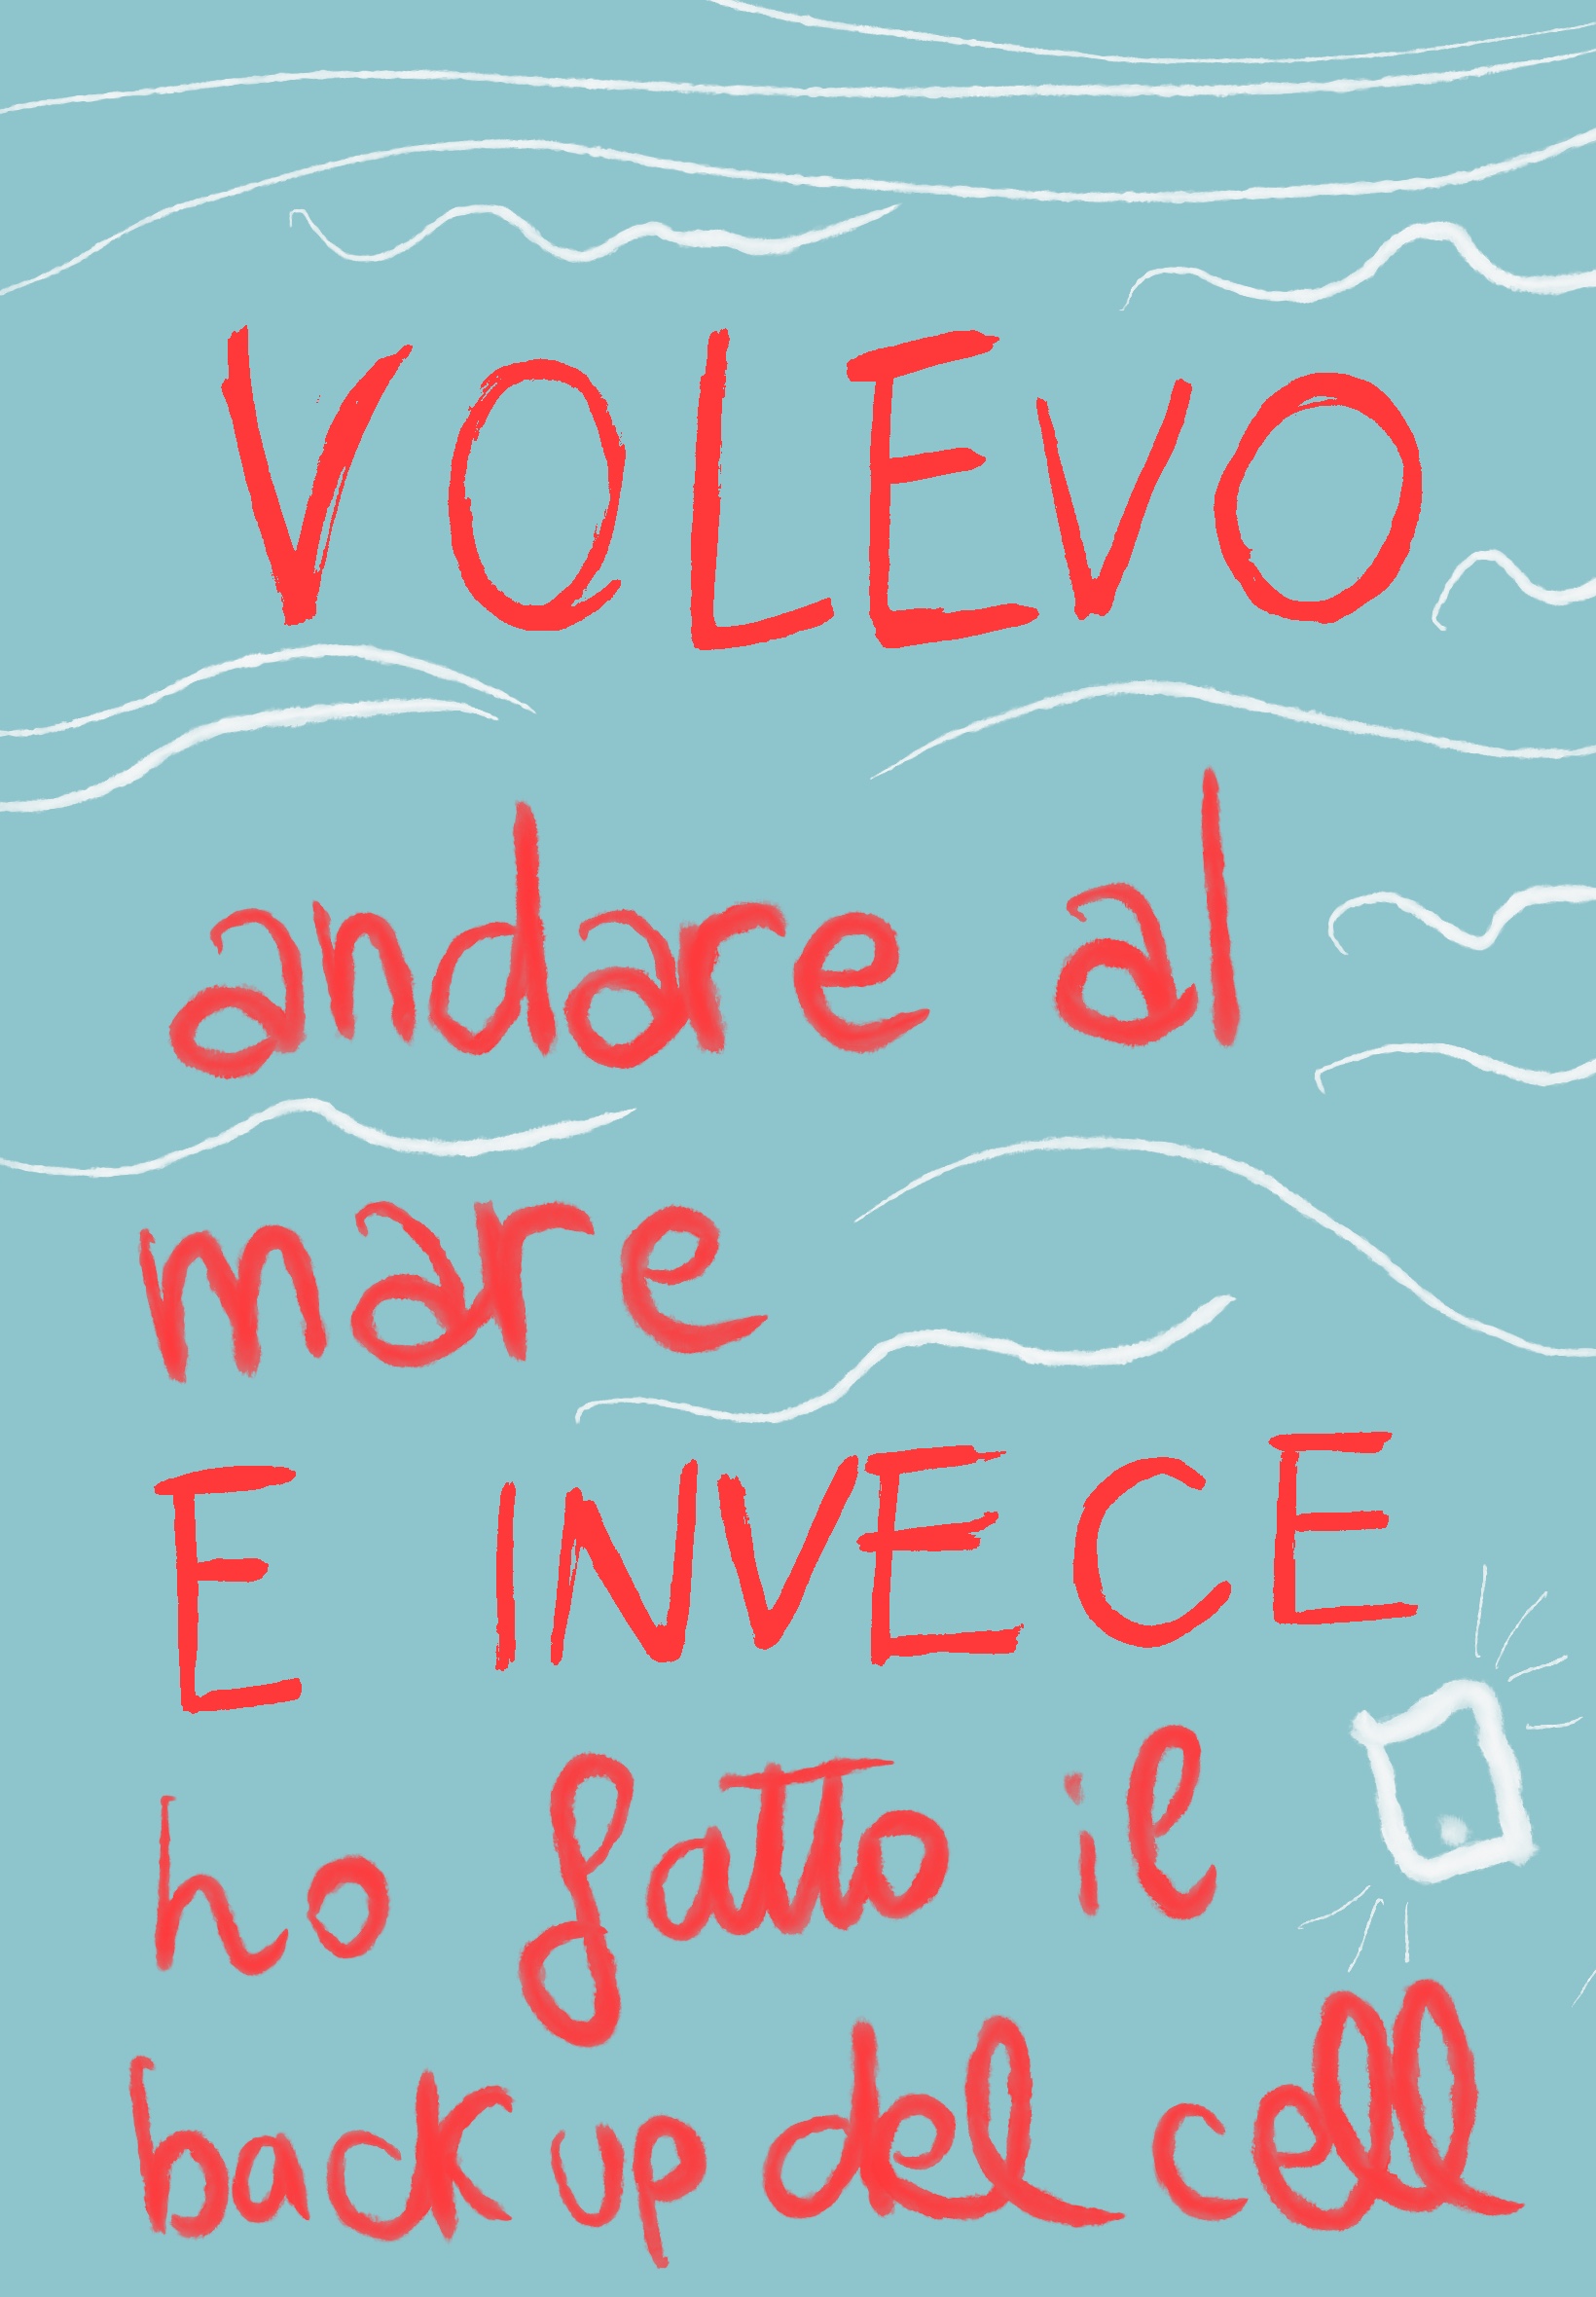 VOLEVO
andare al
mare
E INVECE
ho fatto il
back up del cell